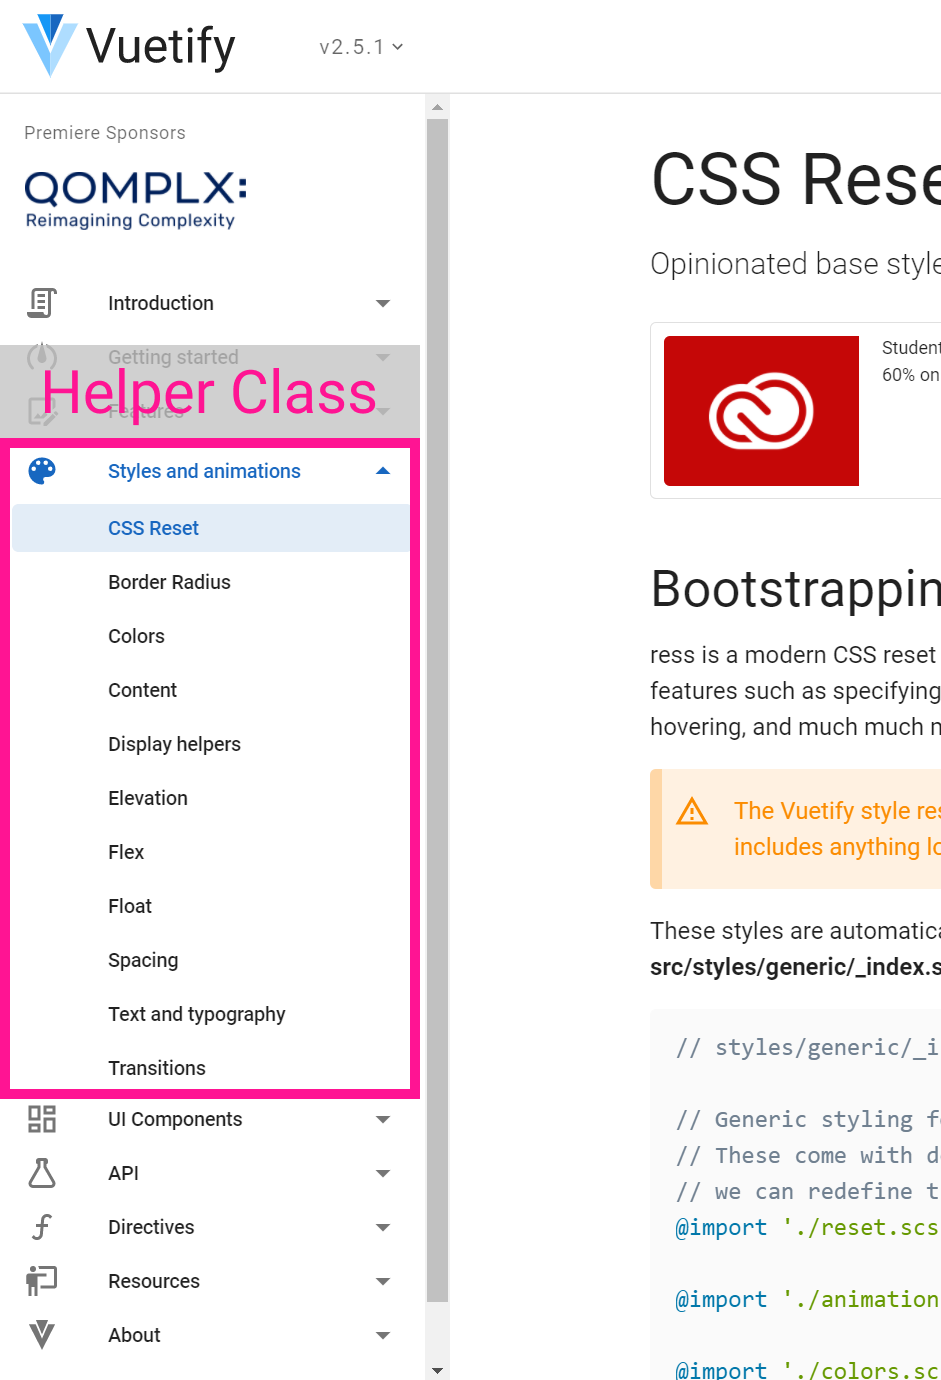 Vuetify
v2.5.1
Premiere Sponsors
QOMPLX:
Reimagining Complexity
Introduction
Getting started
Helper Class
Features
Styles and animations
CSS Reset
Border Radius
Colors
Content
Display helpers
Elevation
Flex
Float
Spacing
Text and typography
Transitions
UI Components
API
Directives
Resources
About
CSS Rese
Opinionated base style
Student
60% on
Bootstrappin
ress is a modern CSS reset
features such as specifying
hovering, and much much
The Vuetify style res
includes anything lo
These styles are automatica
src/styles/generic/_index.s
// styles/generic/_i
// Generic styling fo
// These come with d
// we can redefine t
@import './reset.scs
@import './animation
@import './colors.sc